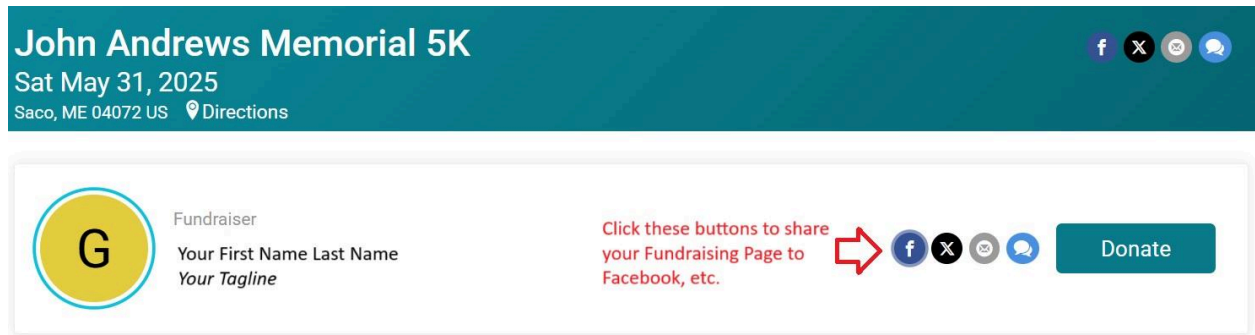 John Andrews Memorial 5K
Sat May 31, 2025
Saco, ME 04072 US Directions
G
Fundraiser
Your First Name Last Name
Your Tagline
Click these buttons to share
your Fundraising Page to
Facebook, etc.
Donate